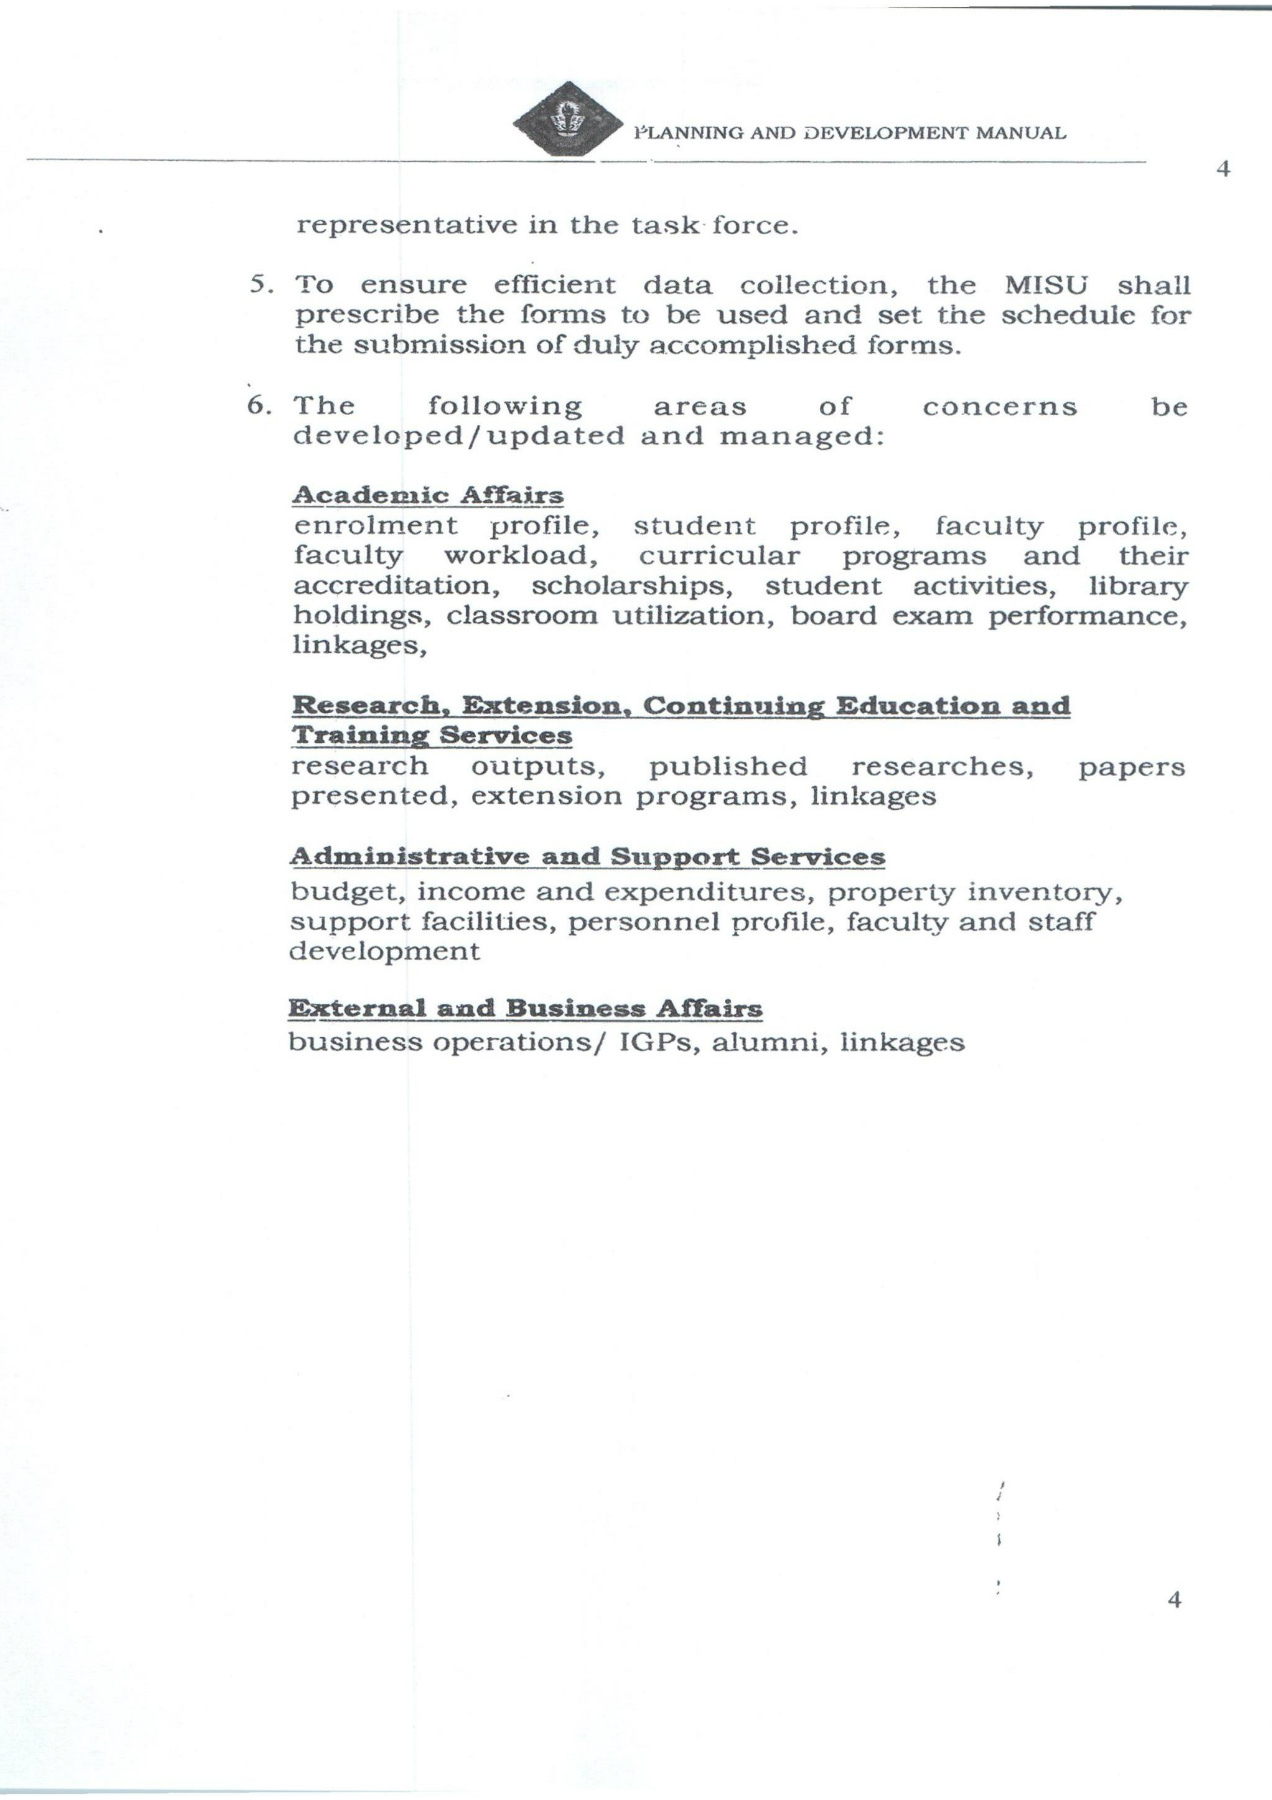 PLANNING AND DEVELOPMENT MANUAL
4
representative in the task force.
5. To ensure efficient data collection, the MISU shall
prescribe the forms to be used and set the schedule for
the submission of duly accomplished forms.
6. The following areas of concerns be
developed/updated and managed:
Academic Affairs
enrolment profile, student profile, faculty profile,
faculty workload, curricular programs and their
accreditation, scholarships, student activities, library
holdings, classroom utilization, board exam performance,
linkages,
Research, Extension, Continuing Education and
Training Services
research outputs, published researches, papers
presented, extension programs, linkages
Administrative and Support Services
budget, income and expenditures, property inventory,
support facilities, personnel profile, faculty and staff
development
External and Business Affairs
business operations/ IGPs, alumni, linkages
4